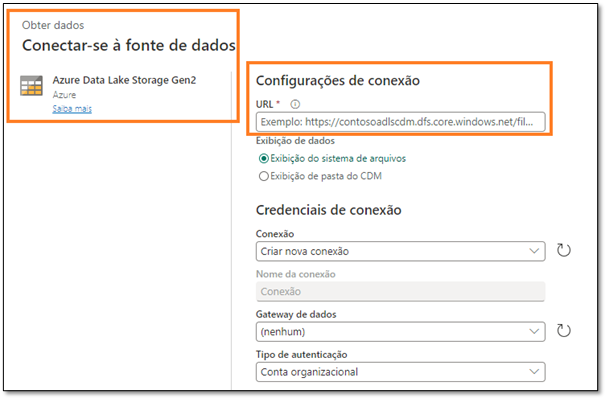 Obter dados
Conectar-se à fonte de dados
Azure Data Lake Storage Gen2
Azure
Saiba mais
Configurações de conexão
URL *
Exemplo: https://contosoadlscdm.dfs.core.windows.net/fil...
Exibição de dados
Exibição do sistema de arquivos
Exibição de pasta do CDM
Credenciais de conexão
Conexão
Criar nova conexão
Nome da conexão
Conexão
Gateway de dados
(nenhum)
Tipo de autenticação
Conta organizacional